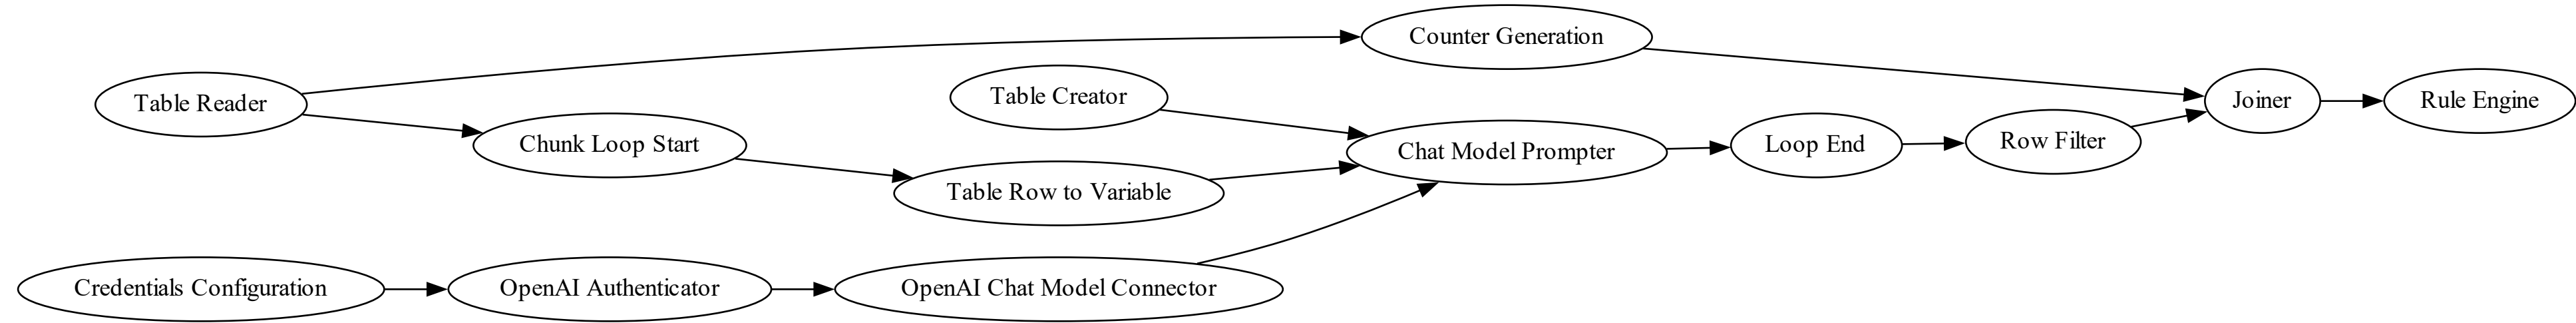 Counter Generation
Table Reader
Table Creator
Joiner
Rule Engine
Chunk Loop Start
Chat Model Prompter
Loop End
Row Filter
Table Row to Variable
Credentials Configuration
OpenAI Authenticator
OpenAI Chat Model Connector